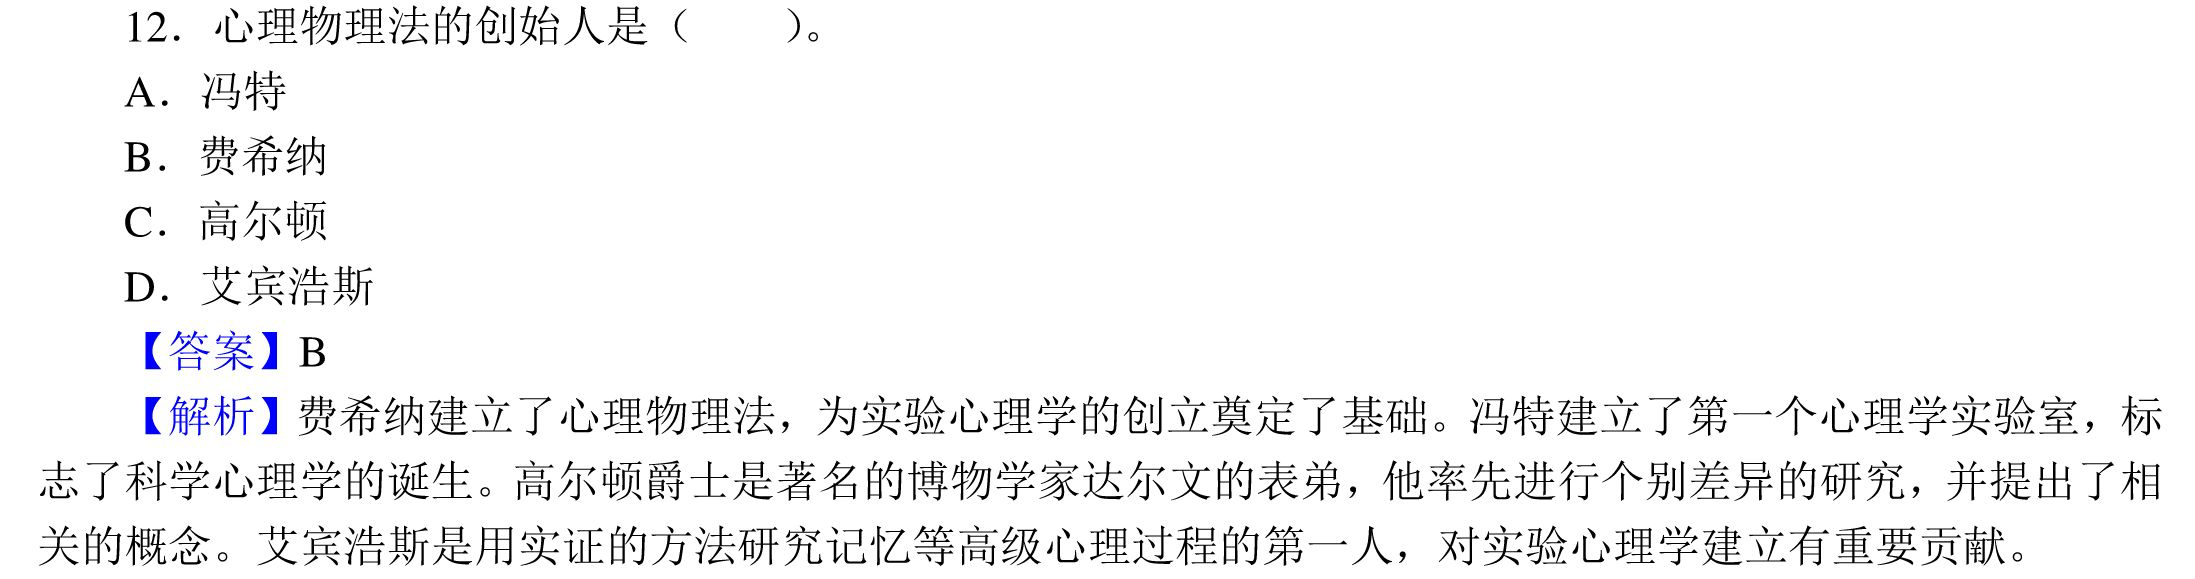 12．心理物理法的创始人是（　　）。
A．冯特
B．费希纳
C．高尔顿
D．艾宾浩斯
【答案】B
【解析】费希纳建立了心理物理法，为实验心理学的创立奠定了基础。冯特建立了第一个心理学实验室，标
志了科学心理学的诞生。高尔顿爵士是著名的博物学家达尔文的表弟，他率先进行个别差异的研究，并提出了相
关的概念。艾宾浩斯是用实证的方法研究记忆等高级心理过程的第一人，对实验心理学建立有重要贡献。